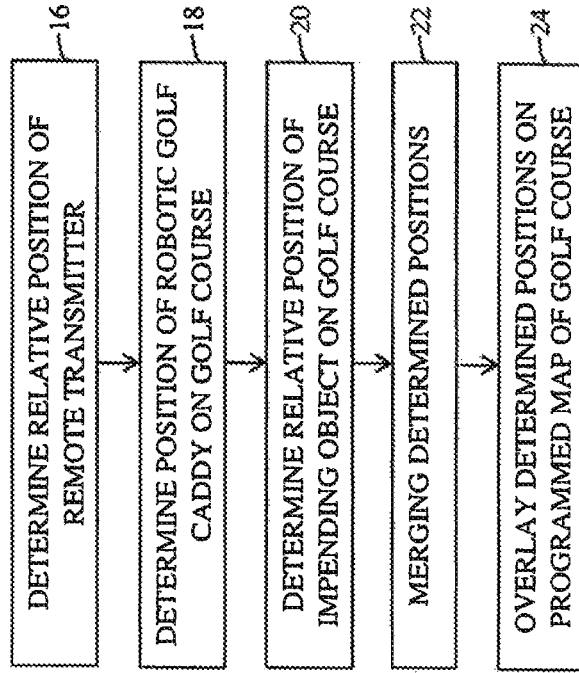 DETERMINE RELATIVE POSITION OF
REMOTE TRANSMITTER
16
DETERMINE POSITION OF ROBOTIC GOLF
CADDY ON GOLF COURSE
18
DETERMINE RELATIVE POSITION OF
IMPENDING OBJECT ON GOLF COURSE
20
MERGING DETERMINED POSITIONS
22
OVERLAY DETERMINED POSITIONS ON
PROGRAMMED MAP OF GOLF COURSE
24